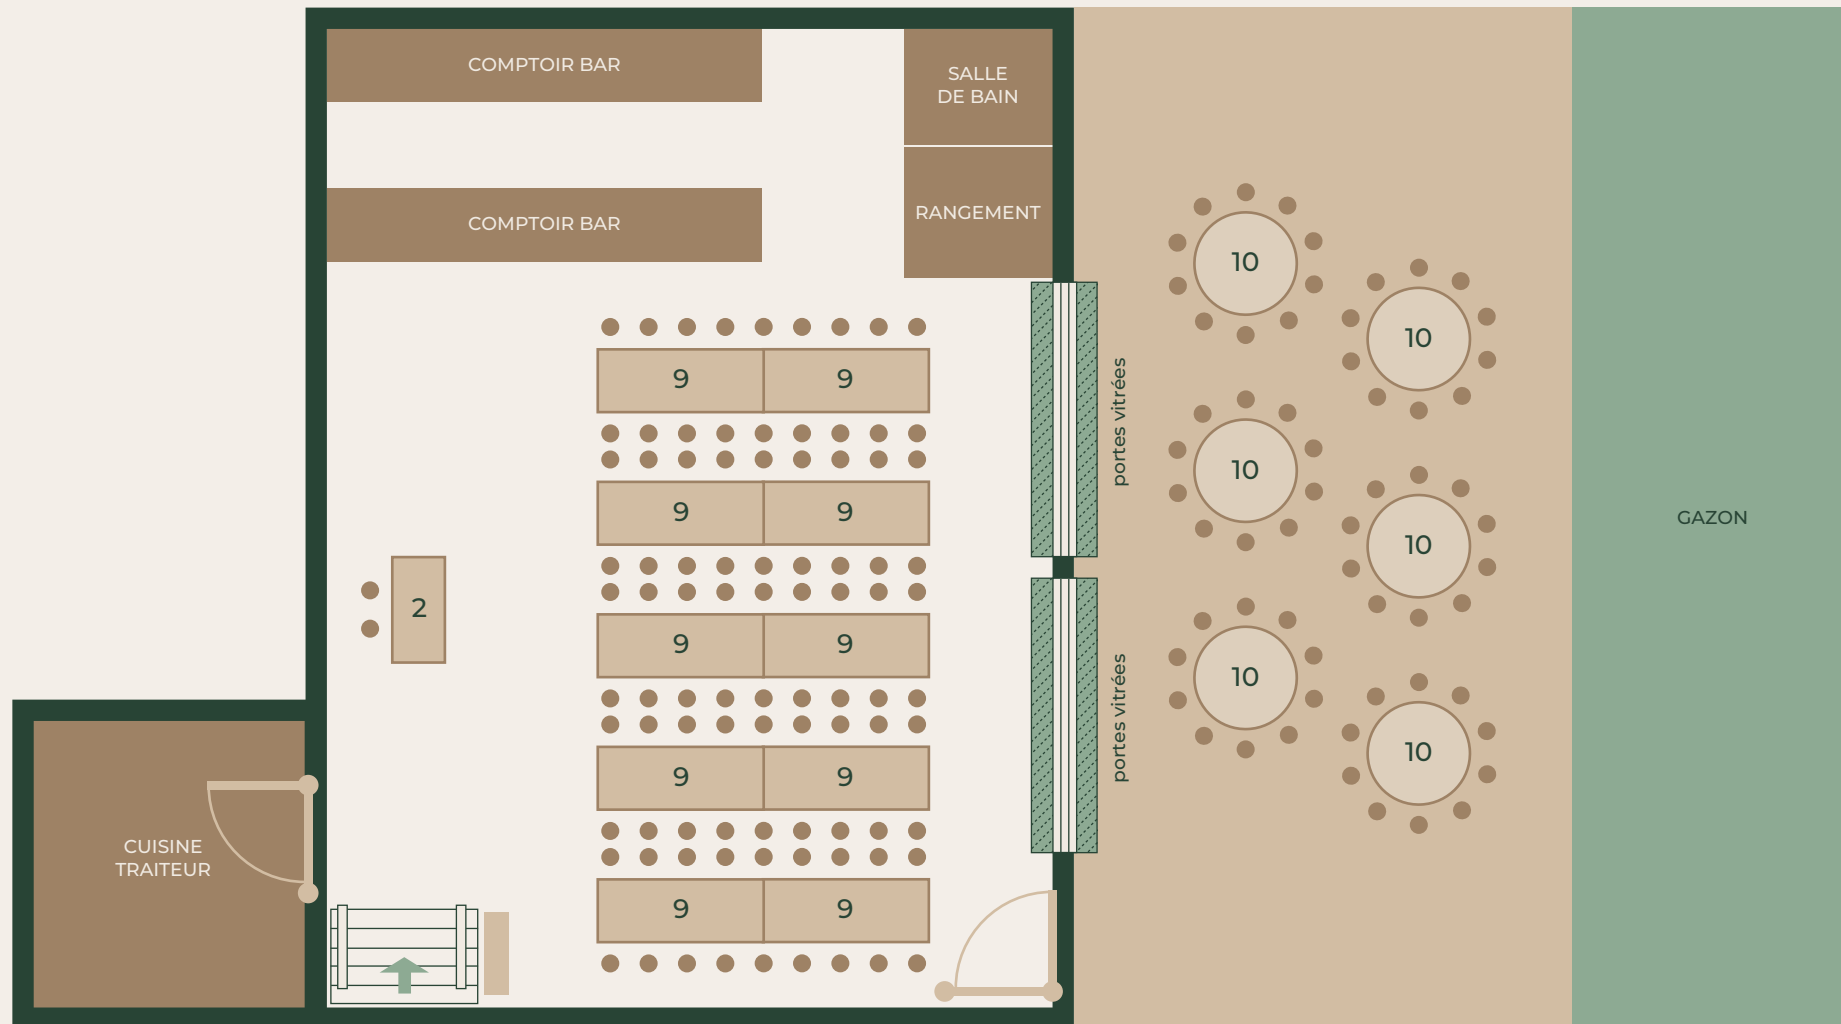 COMPTOIR BAR
SALLE
DE BAIN
COMPTOIR BAR
RANGEMENT
9 9
9 9
9 9
9 9
9 9
2
CUISINE
TRAITEUR
portes vitrées
portes vitrées
10
10
10
10
10
10
GAZON